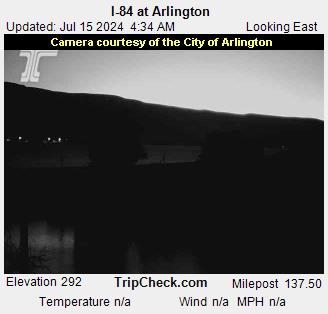 I-84 at Arlington
Updated: Jul 15 2024 4:34 AM Looking East
Camera courtesy of the City of Arlington
Elevation 292 TripCheck.com Milepost 137.50
Temperature n/a Wind n/a MPH n/a